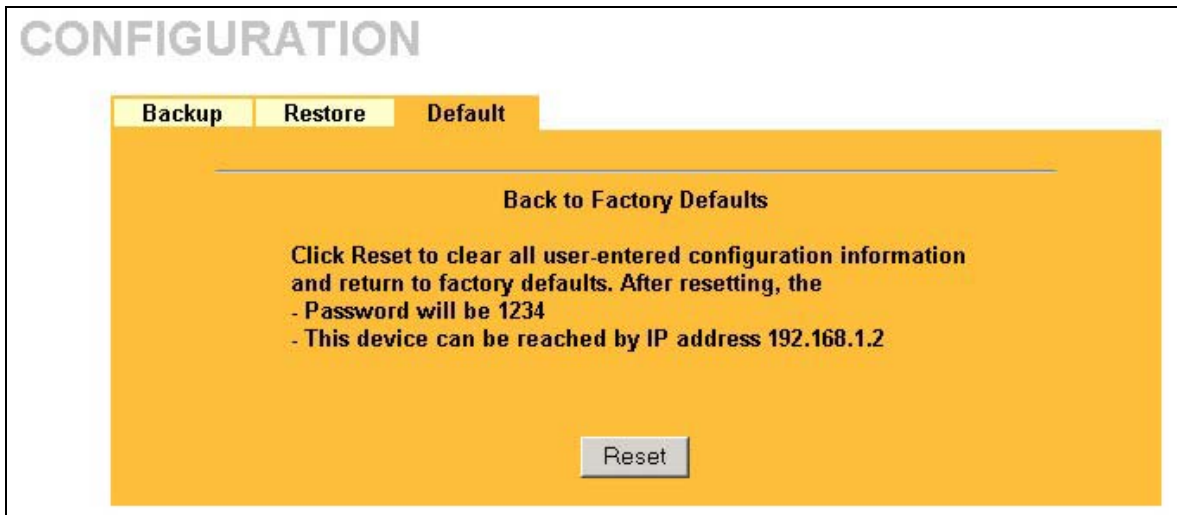 CONFIGURATION
Backup Restore Default
Back to Factory Defaults
Click Reset to clear all user-entered configuration information
and return to factory defaults. After resetting, the
- Password will be 1234
- This device can be reached by IP address 192.168.1.2
Reset